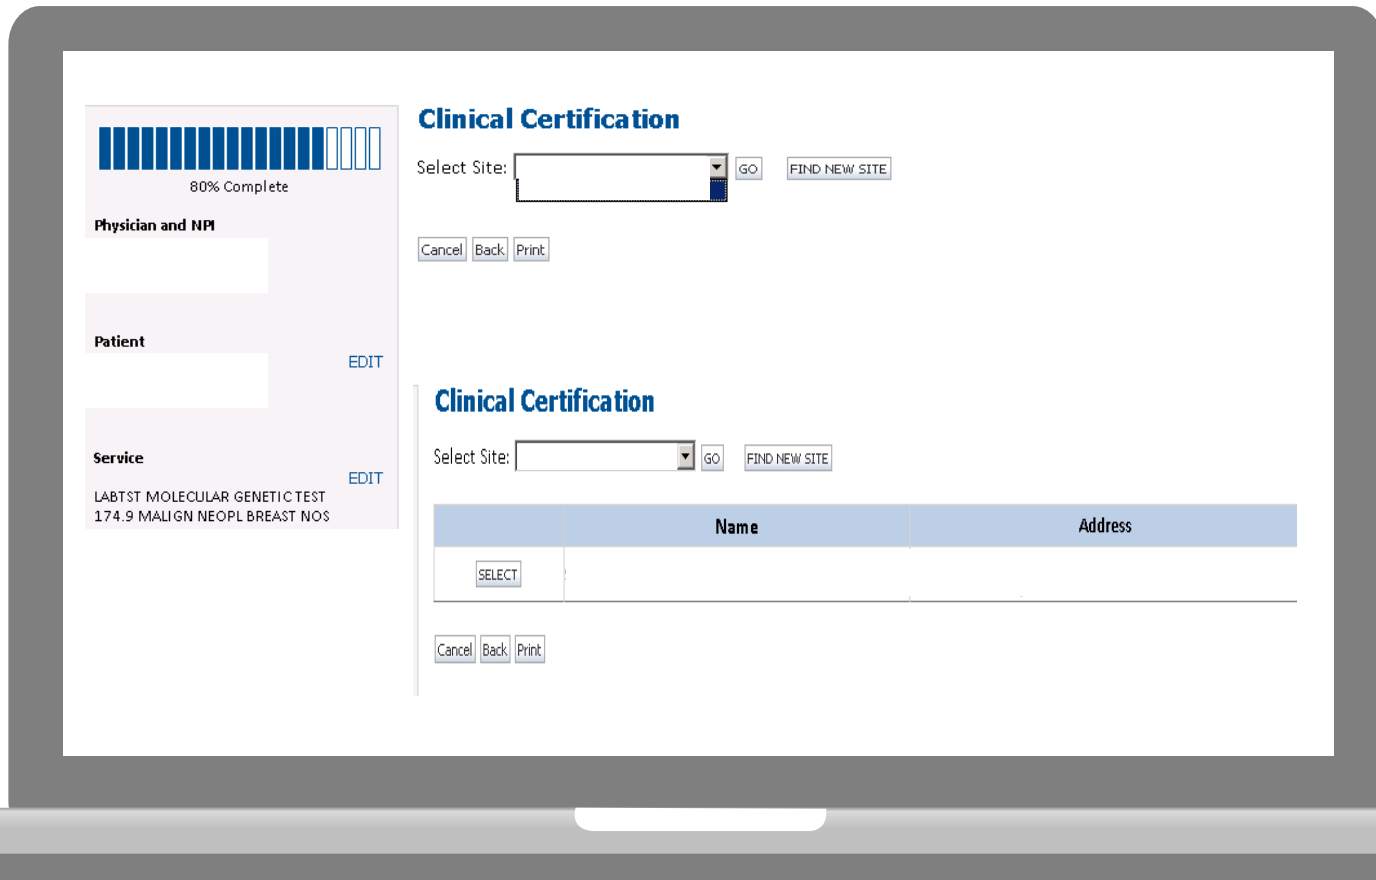 80% Complete
Physician and NPI
Patient
EDIT
Service
EDIT
LABTST MOLECULAR GENETIC TEST
174.9 MALIGN NEOPL BREAST NOS
Clinical Certification
Select Site: GO FIND NEW SITE
Cancel Back Print
Clinical Certification
Select Site: GO FIND NEW SITE
Name Address
SELECT
Cancel Back Print